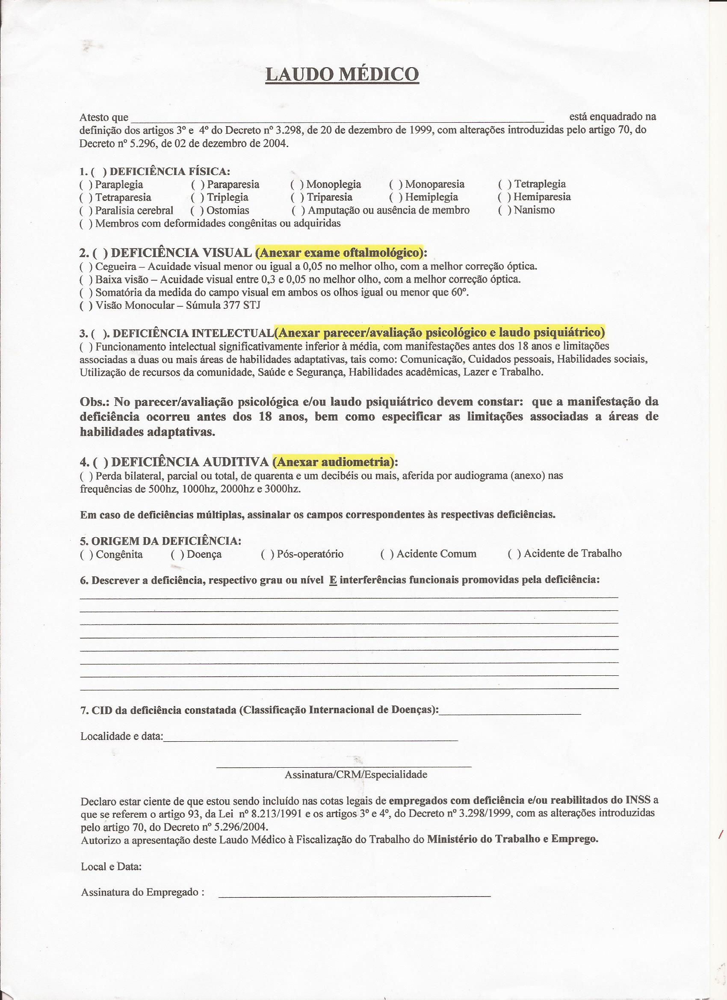 LAUDO MÉDICO
Atesto que ______________________ está enquadrado na
definição dos artigos 3º e 4º do Decreto nº 3.298, de 20 de dezembro de 1999, com alterações introduzidas pelo artigo 70, do
Decreto nº 5.296, de 02 de dezembro de 2004.
1. ( ) DEFICIÊNCIA FÍSICA:
( ) Paraplegia ( ) Paraparesia ( ) Monoplegia ( ) Monoparesia ( ) Tetraplegia
( ) Tetraparesia ( ) Triplegia ( ) Triparesia ( ) Hemiplegia ( ) Hemiparesia
( ) Paralisia cerebral ( ) Ostomias ( ) Amputação ou ausência de membro ( ) Nanismo
( ) Membros com deformidades congênitas ou adquiridas
2. ( ) DEFICIÊNCIA VISUAL (Anexar exame oftalmológico):
( ) Cegueira – Acuidade visual menor ou igual a 0,05 no melhor olho, com a melhor correção óptica.
( ) Baixa visão – Acuidade visual entre 0,3 e 0,05 no melhor olho, com a melhor correção óptica.
( ) Somatória da medida do campo visual em ambos os olhos igual ou menor que 60º.
( ) Visão Monocular – Súmula 377 STJ
3. ( ). DEFICIÊNCIA INTELECTUAL(Anexar parecer/avaliação psicológico e laudo psiquiátrico)
( ) Funcionamento intelectual significativamente inferior à média, com manifestações antes dos 18 anos e limitações
associadas a duas ou mais áreas de habilidades adaptativas, tais como: Comunicação, Cuidados pessoais, Habilidades sociais,
Utilização de recursos da comunidade, Saúde e Segurança, Habilidades acadêmicas, Lazer e Trabalho.
Obs.: No parecer/avaliação psicológica e/ou laudo psiquiátrico devem constar: que a manifestação da
deficiência ocorreu antes dos 18 anos, bem como especificar as limitações associadas a áreas de
habilidades adaptativas.
4. ( ) DEFICIÊNCIA AUDITIVA (Anexar audiometria):
( ) Perda bilateral, parcial ou total, de quarenta e um decibéis ou mais, aferida por audiograma (anexo) nas
frequências de 500hz, 1000hz, 2000hz e 3000hz.
Em caso de deficiências múltiplas, assinalar os campos correspondentes às respectivas deficiências.
5. ORIGEM DA DEFICIÊNCIA:
( ) Congênita ( ) Doença ( ) Pós-operatório ( ) Acidente Comum ( ) Acidente de Trabalho
6. Descrever a deficiência, respectivo grau ou nível E interferências funcionais promovidas pela deficiência:
7. CID da deficiência constatada (Classificação Internacional de Doenças):______________________
Localidade e data:______________________
Assinatura/CRM/Especialidade
Declaro estar ciente de que estou sendo incluído nas cotas legais de empregados com deficiência e/ou reabilitados do INSS a
que se referem o artigo 93, da Lei nº 8.213/1991 e os artigos 3º e 4º, do Decreto nº 3.298/1999, com as alterações introduzidas
pelo artigo 70, do Decreto nº 5.296/2004.
Autorizo a apresentação deste Laudo Médico à Fiscalização do Trabalho do Ministério do Trabalho e Emprego.
Local e Data:
Assinatura do Empregado : ______________________